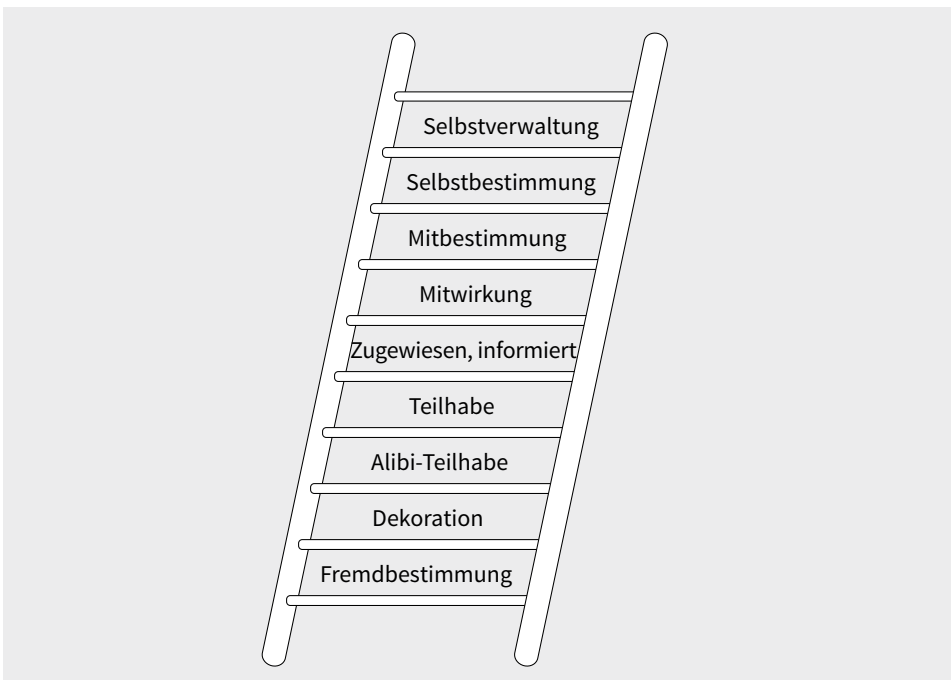 Selbstverwaltung
Selbstbestimmung
Mitbestimmung
Mitwirkung
Zugewiesen, informiert
Teilhabe
Alibi-Teilhabe
Dekoration
Fremdbestimmung